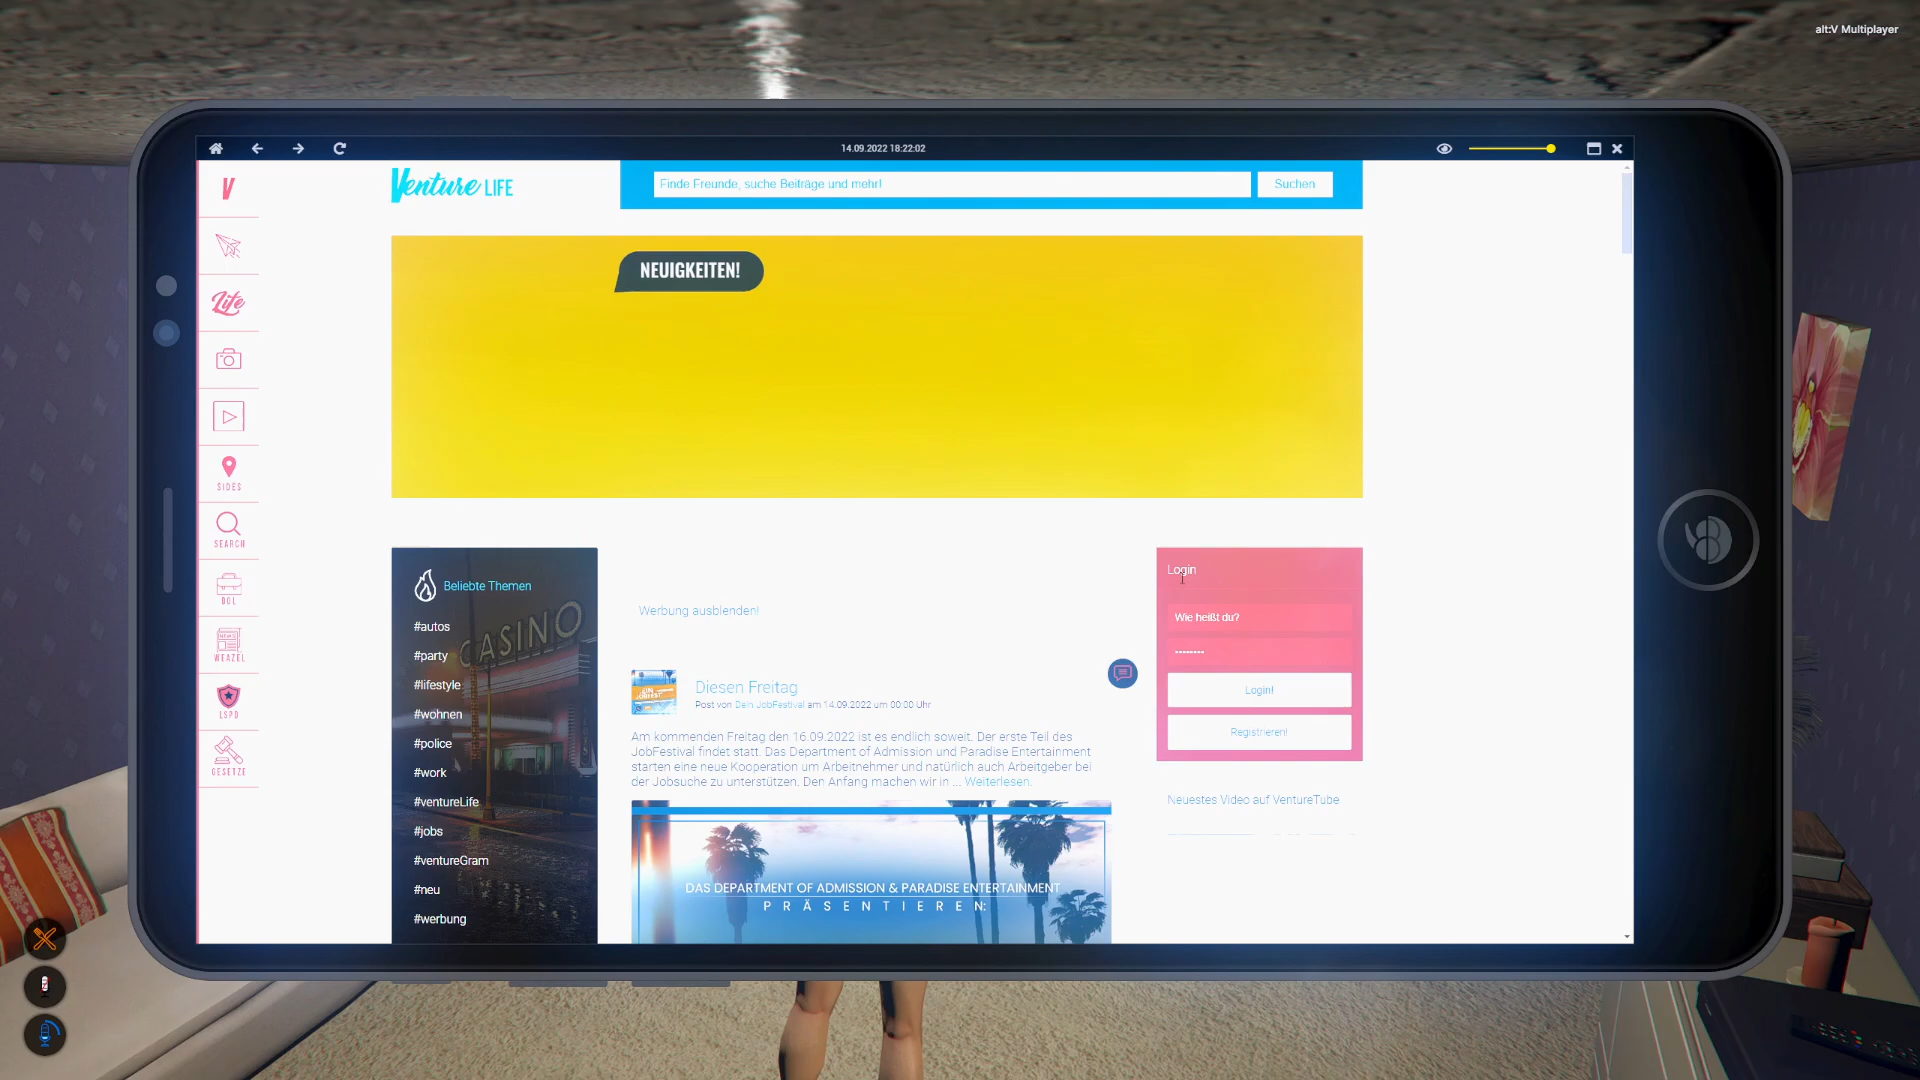 alt:V Multiplayer
14.09.2022 18:22:02
V
Venture LIFE
Finde Freunde, suche Beiträge und mehr!
Suchen
Life
SIDES
SEARCH
DOL
NEWS
WEAZEL
LSPD
GESETZE
NEUIGKEITEN!
Beliebte Themen
#autos
#party
#lifestyle
#wohnen
#police
#work
#ventureLife
#jobs
#ventureGram
#neu
#werbung
CASINO
Werbung ausblenden!
Diesen Freitag
Post von Dein JobFestival am 14.09.2022 um 00:00 Uhr
Am kommenden Freitag den 16.09.2022 ist es endlich soweit. Der erste Teil des
JobFestival findet statt. Das Department of Admission und Paradise Entertainment
starten eine neue Kooperation um Arbeitnehmer und natürlich auch Arbeitgeber bei
der Jobsuche zu unterstützen. Den Anfang machen wir in ... Weiterlesen.
DAS DEPARTMENT OF ADMISSION & PARADISE ENTERTAINMENT
PRÄSENTIEREN:
Login
Wie heißt du?
Login!
Registrieren!
Neuestes Video auf VentureTube